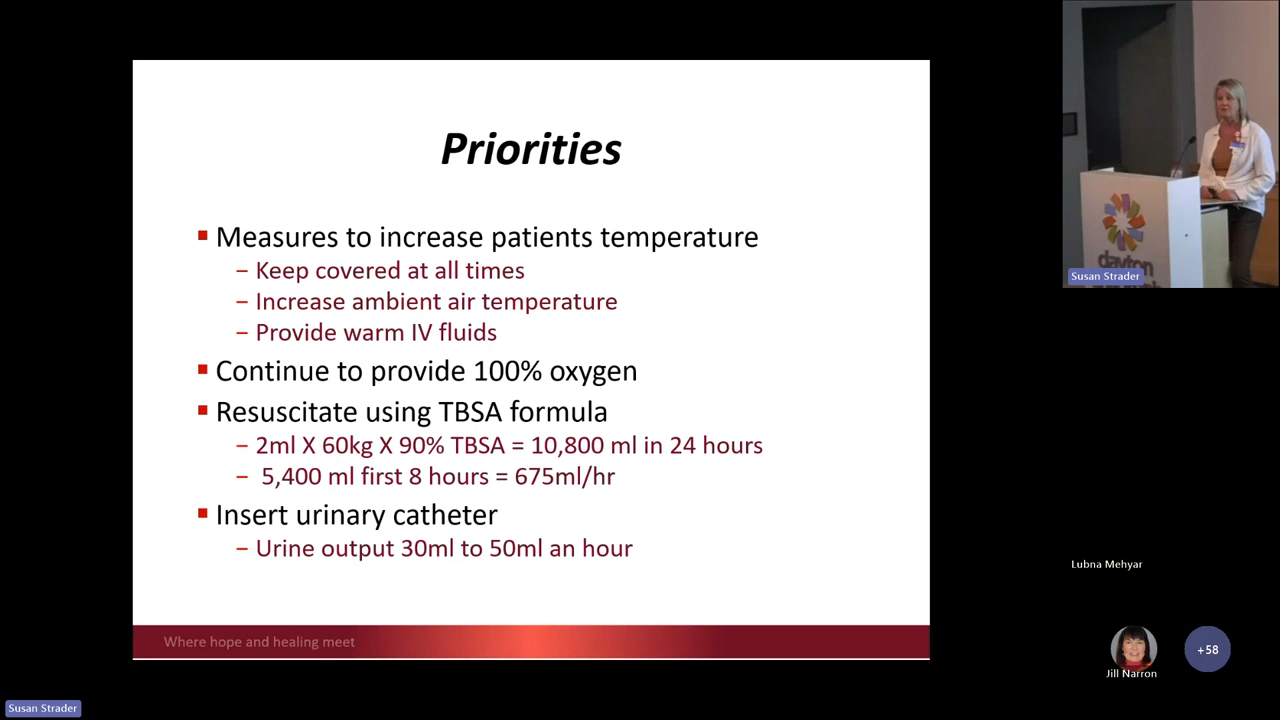 Priorities
Measures to increase patients temperature
– Keep covered at all times
– Increase ambient air temperature
– Provide warm IV fluids
Continue to provide 100% oxygen
Resuscitate using TBSA formula
– 2ml X 60kg X 90% TBSA = 10,800 ml in 24 hours
– 5,400 ml first 8 hours = 675ml/hr
Insert urinary catheter
– Urine output 30ml to 50ml an hour
Where hope and healing meet
dayton
Susan Strader
Lubna Mehyar
Jill Narron
+58
Susan Strader